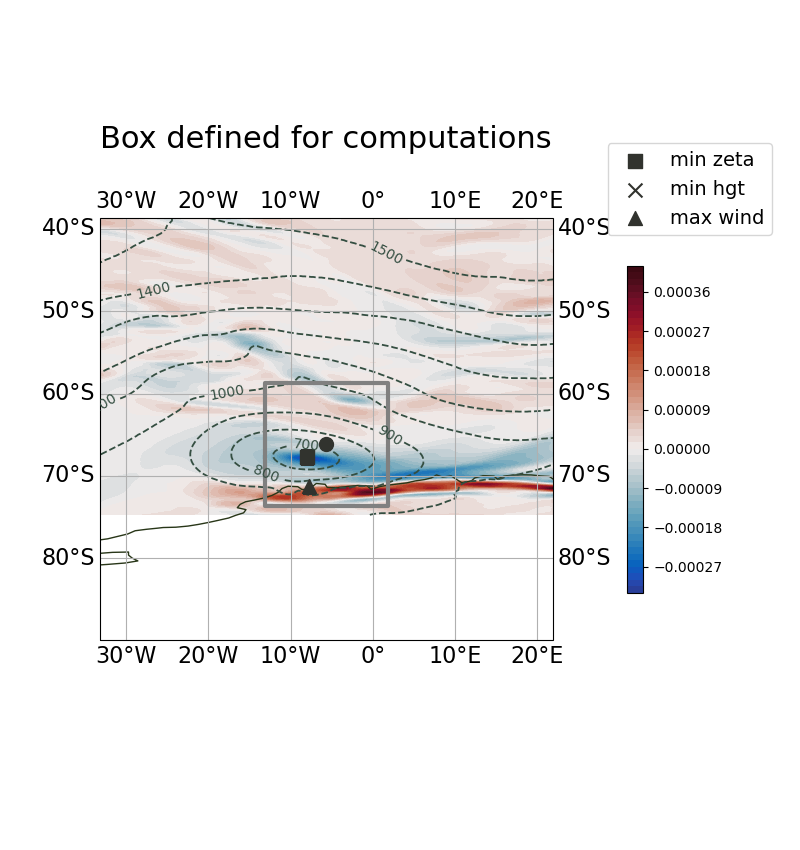 Box defined for computations
min zeta
min hgt
max wind
30°W 20°W 10°W 0° 10°E 20°E
40°S 40°S
1500
1400
50°S 50°S
60°S 1000 60°S
00
900
700
800
70°S 70°S
80°S 80°S
30°W 20°W 10°W 0° 10°E 20°E
0.00036
0.00027
0.00018
0.00009
0.00000
−0.00009
−0.00018
−0.00027